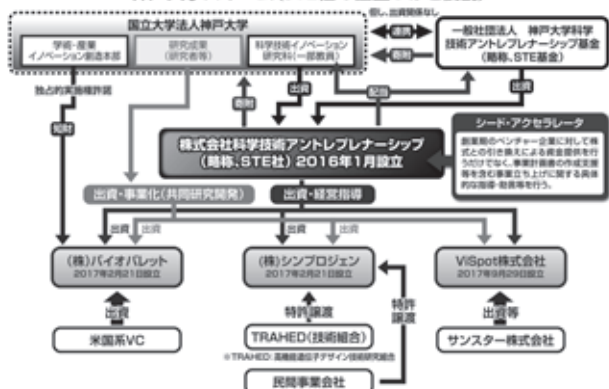 但し、出資関係なし
国立大学法人神戸大学
学術・産業
イノベーション創造本部
研究成果
(研究者等)
科学技術イノベーション
研究科(一部教員)
連携
寄附
一般社団法人 神戸大学科学
技術アントレプレナーシップ基金
(略称、STE基金)
独占的実施権許諾
知財
寄附
出資
配当
出資
株式会社科学技術アントレプレナーシップ
(略称、STE社) 2016年1月設立
シード・アクセラレータ
創業期のベンチャー企業に対して株
式との引き換えによる資金提供を行
うだけでなく、事業計画書の作成支援
等を含む事業立ち上げに関する具体
的な指導・助言等を行う。
出資・事業化(共同研究開発)
出資・経営指導
出資
出資
出資
出資
出資
出資
(株)バイオパレット
2017年2月21日設立
(株)シンプロジェン
2017年2月21日設立
ViSpot株式会社
2017年9月29日設立
出資
特許
譲渡
特許
譲渡
出資等
米国系VC
TRAHED(技術組合)
サンスター株式会社
※TRAHED: 高機能遺伝子デザイン技術研究組合
民間事業会社